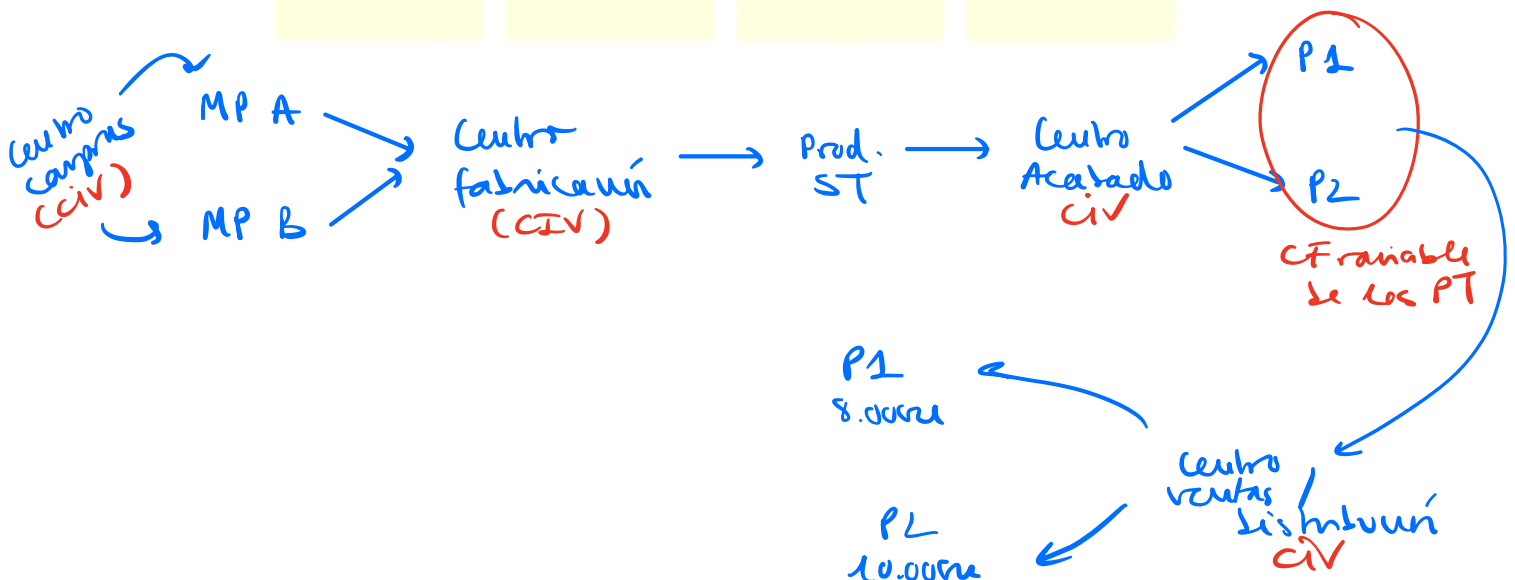 Centro
compras
(CIV)
MP A
MP B
Centro
fabricación
(CIV)
Prod.
ST
Centro
Acabado
CIV
P1
P2
CF variable
de los PT
Centro
ventas /
distribución
CIV
P1
8.000u
P2
10.000u